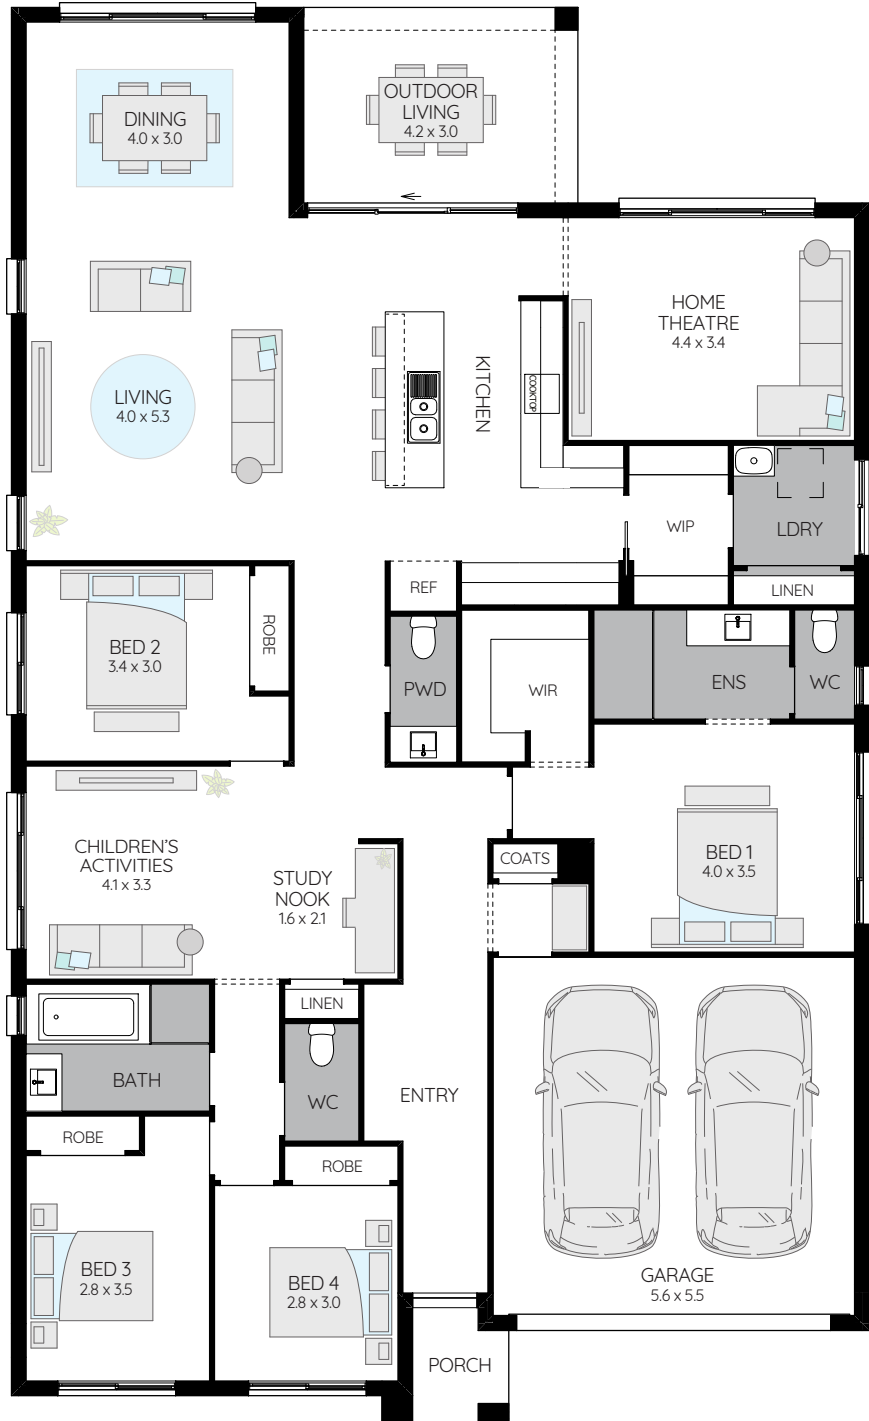 DINING
4.0 x 3.0
OUTDOOR
LIVING
4.2 x 3.0
HOME
THEATRE
4.4 x 3.4
LIVING
4.0 x 5.3
KITCHEN
COOKTOP
WIP
LDRY
LINEN
REF
BED 2
3.4 x 3.0
ROBE
PWD
WIR
ENS
WC
CHILDREN'S
ACTIVITIES
4.1 x 3.3
STUDY
NOOK
1.6 x 2.1
COATS
BED 1
4.0 x 3.5
LINEN
BATH
WC
ENTRY
ROBE
ROBE
BED 3
2.8 x 3.5
BED 4
2.8 x 3.0
GARAGE
5.6 x 5.5
PORCH